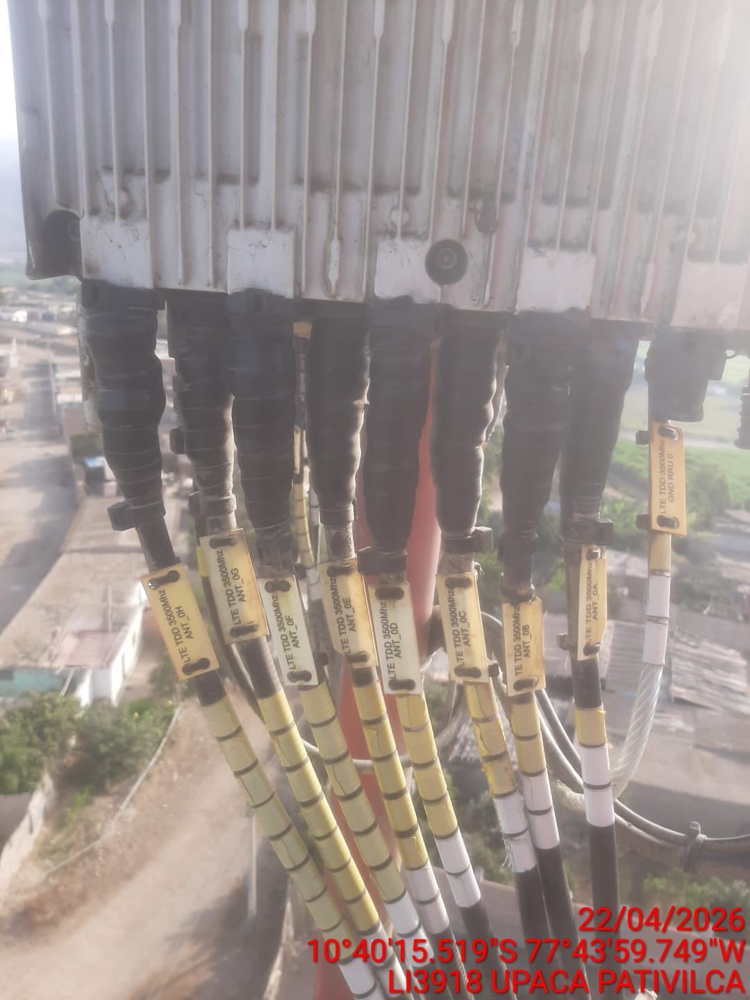 LTE TDD 3500Mhz
GND RRU 0
LTE TDD 3500Mhz
ANT_0H
LTE TDD 3500Mhz
ANT_0G
LTE TDD 3500Mhz
ANT_0F
LTE TDD 3500Mhz
ANT_0E
LTE TDD 3500Mhz
ANT_0D
LTE TDD 3500Mhz
ANT_0C
TE TDD 3500Mhz
ANT_0B
LTE TDD 3500Mhz
ANT_0A
22/04/2026
10°40'15.519"S 77°43'59.749"W
LI3918 UPACA PATIVILCA